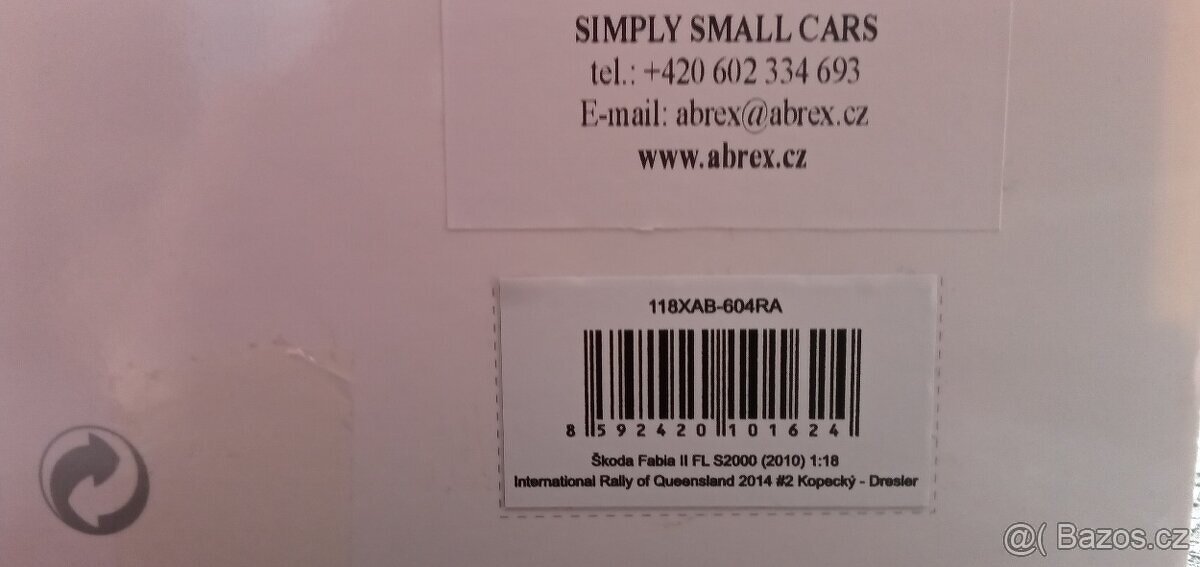 SIMPLY SMALL CARS
tel.: +420 602 334 693
E-mail: abrex@abrex.cz
www.abrex.cz
118XAB-604RA
8 592420 101624
Škoda Fabia II FL S2000 (2010) 1:18
International Rally of Queensland 2014 #2 Kopecký - Dresler
@( Bazos.cz